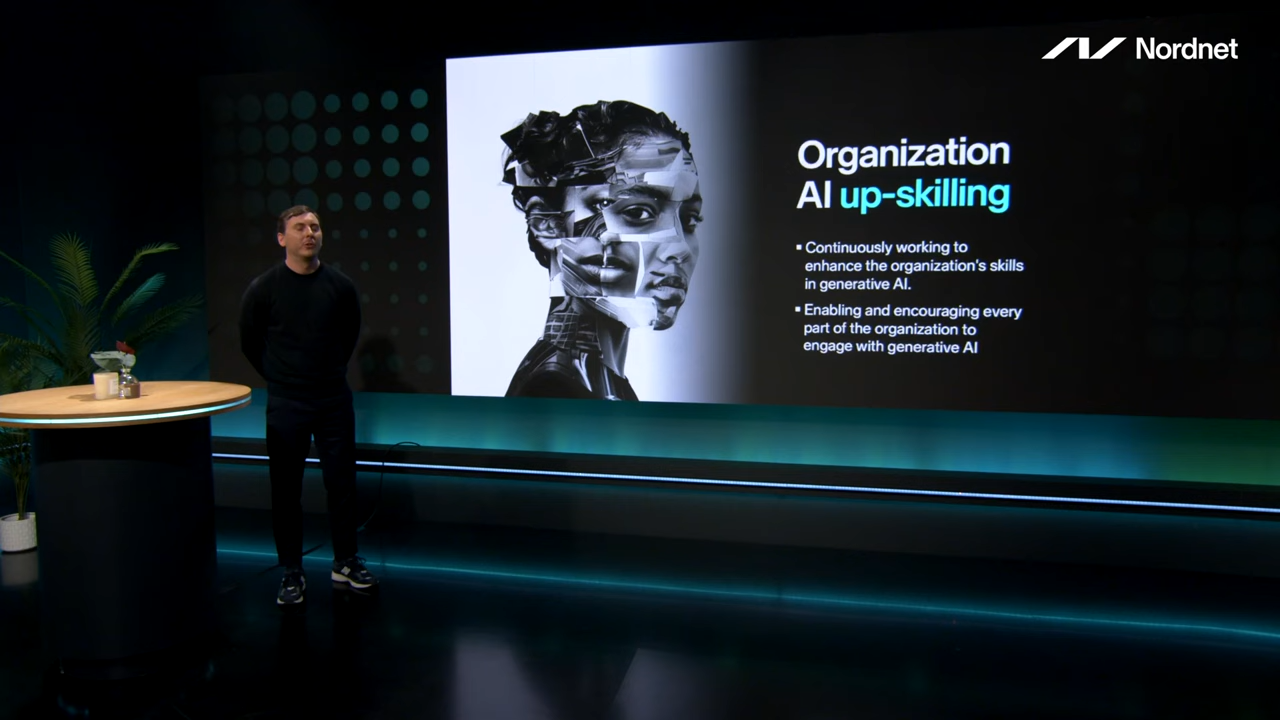 Nordnet
Organization
AI up-skilling
▪ Continuously working to
enhance the organization's skills
in generative AI.
▪ Enabling and encouraging every
part of the organization to
engage with generative AI